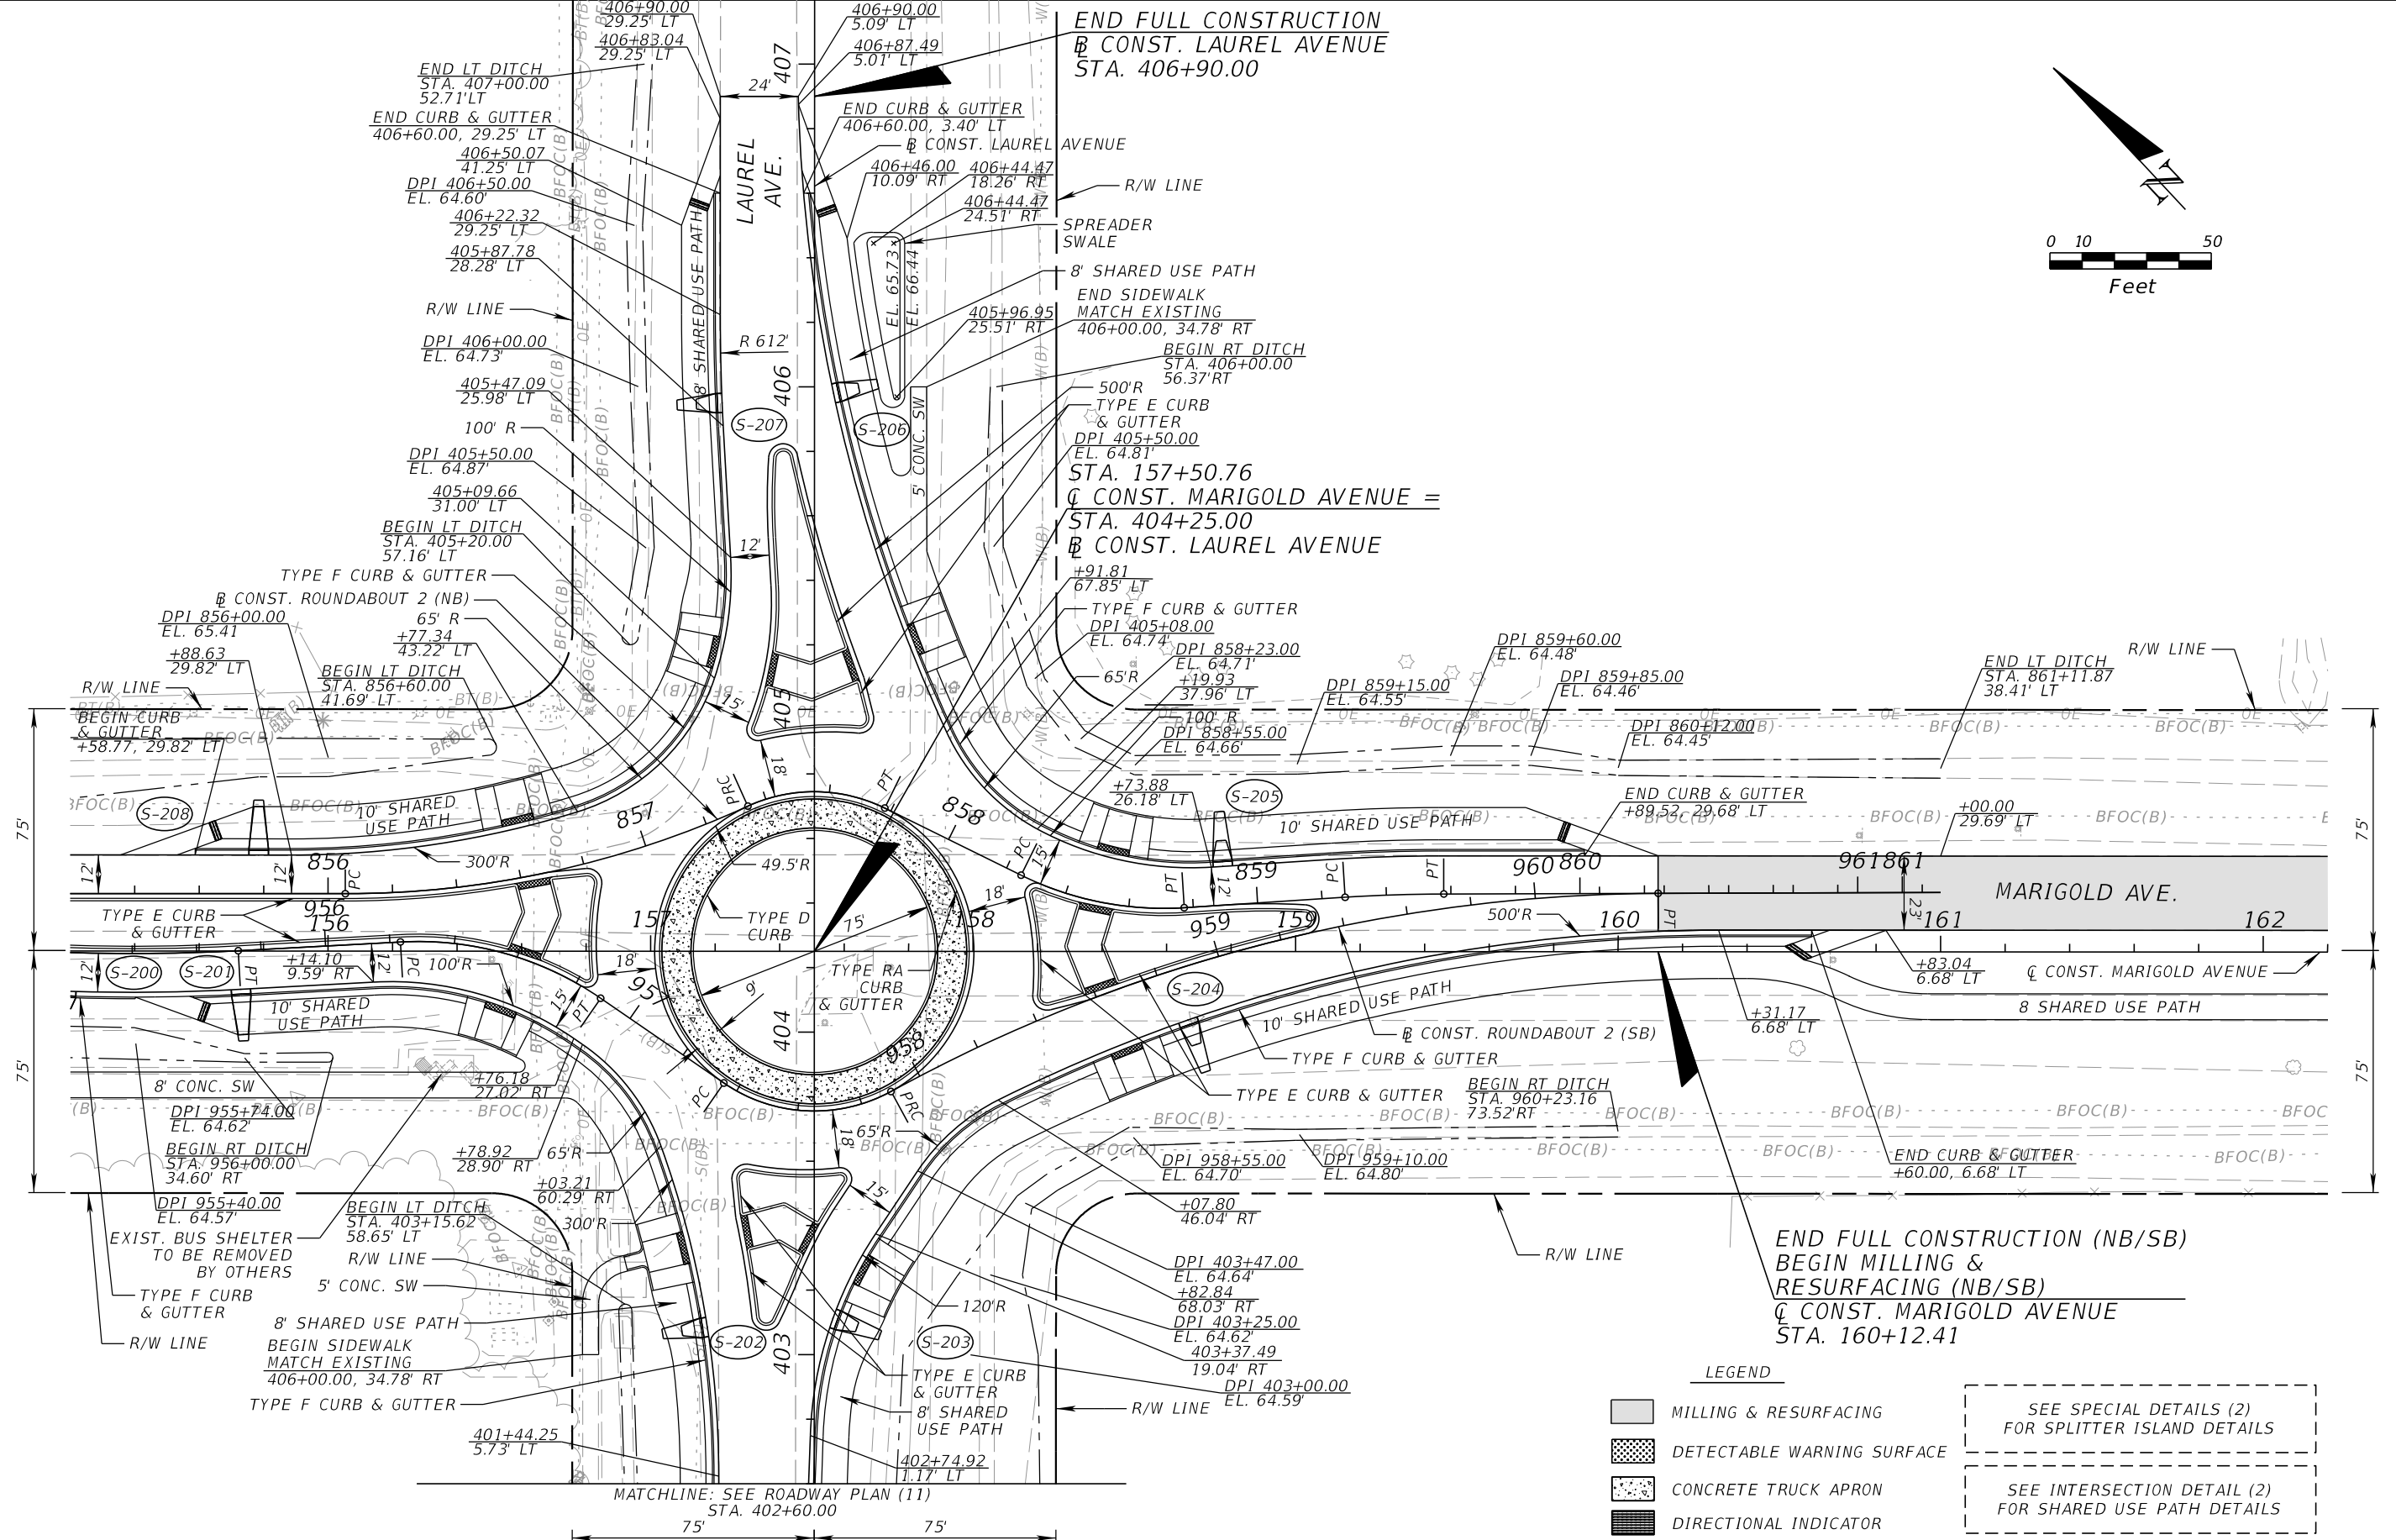 406+90.00
29.25' LT
406+83.04
29.25' LT
END LT DITCH
STA. 407+00.00
52.71'LT
END CURB & GUTTER
406+60.00, 29.25' LT
406+50.07
41.25' LT
DPI 406+50.00
EL. 64.60'
406+22.32
29.25' LT
405+87.78
28.28' LT
R/W LINE
DPI 406+00.00
EL. 64.73'
405+47.09
25.98' LT
100' R
DPI 405+50.00
EL. 64.87'
405+09.66
31.00' LT
BEGIN LT DITCH
STA. 405+20.00
57.16' LT
TYPE F CURB & GUTTER
℄ CONST. ROUNDABOUT 2 (NB)
65' R
DPI 856+00.00
EL. 65.41
+77.34
43.22' LT
+88.63
29.82' LT
BEGIN LT DITCH
STA. 856+60.00
41.69' LT
R/W LINE
BEGIN CURB
& GUTTER
+58.77, 29.82' LT
406+90.00
5.09' LT
406+87.49
5.01' LT
407
24'
END FULL CONSTRUCTION
℄ CONST. LAUREL AVENUE
STA. 406+90.00
END CURB & GUTTER
406+60.00, 3.40' LT
℄ CONST. LAUREL AVENUE
LAUREL
AVE.
406+46.00
10.09' RT
406+44.47
18.26' RT
406+44.47
24.51' RT
R/W LINE
SPREADER
SWALE
8' SHARED USE PATH
8' SHARED USE PATH
EL. 65.73
EL. 66.44
END SIDEWALK
MATCH EXISTING
406+00.00, 34.78' RT
405+96.95
25.51' RT
R 612'
406
BEGIN RT DITCH
STA. 406+00.00
56.37'RT
500'R
TYPE E CURB
& GUTTER
S-207
S-206
5' CONC. SW
DPI 405+50.00
EL. 64.81'
STA. 157+50.76
℄ CONST. MARIGOLD AVENUE =
STA. 404+25.00
℄ CONST. LAUREL AVENUE
12'
+91.81
67.85' LT
TYPE F CURB & GUTTER
DPI 405+08.00
EL. 64.74'
DPI 858+23.00
EL. 64.71'
65'R
+19.93
37.96' LT
100' R
DPI 858+55.00
EL. 64.66'
DPI 859+15.00
EL. 64.55'
DPI 859+60.00
EL. 64.48'
DPI 859+85.00
EL. 64.46'
DPI 860+12.00
EL. 64.45'
END LT DITCH
STA. 861+11.87
38.41' LT
R/W LINE
N
0 10 50
Feet
405
15'
18'
PRC
PT
857
858
PC
15'
+73.88
26.18' LT
S-205
10' SHARED USE PATH
END CURB & GUTTER
+89.52, 29.68' LT
+00.00
29.69' LT
75'
75'
S-208
10' SHARED
USE PATH
300'R
12'
12'
856
PC
49.5'R
18'
PT
12'
859
PC
PT
960
860
961
861
MARIGOLD AVE.
23'
TYPE E CURB
& GUTTER
956
156
157
TYPE D
CURB
75'
158
959
159
500'R
160
PT
161
162
S-200
S-201
PT
+14.10
9.59' RT
12'
PC
100'R
18'
957
TYPE RA
CURB
& GUTTER
S-204
+83.04
6.68' LT
℄ CONST. MARIGOLD AVENUE
12'
10' SHARED
USE PATH
15'
PT
9'
404
958
10' SHARED USE PATH
℄ CONST. ROUNDABOUT 2 (SB)
+31.17
6.68' LT
8 SHARED USE PATH
75'
75'
TYPE F CURB & GUTTER
8' CONC. SW
DPI 955+74.00
EL. 64.62'
+76.18
27.02' RT
PC
PRC
TYPE E CURB & GUTTER
BEGIN RT DITCH
STA. 960+23.16
73.52'RT
BEGIN RT DITCH
STA. 956+00.00
34.60' RT
+78.92
28.90' RT
65'R
18'
65'R
DPI 958+55.00
EL. 64.70'
DPI 959+10.00
EL. 64.80'
END CURB & GUTTER
+60.00, 6.68' LT
DPI 955+40.00
EL. 64.57'
+03.21
60.29' RT
15'
+07.80
46.04' RT
BEGIN LT DITCH
STA. 403+15.62
58.65' LT
300'R
EXIST. BUS SHELTER
TO BE REMOVED
BY OTHERS
R/W LINE
5' CONC. SW
TYPE F CURB
& GUTTER
8' SHARED USE PATH
R/W LINE
BEGIN SIDEWALK
MATCH EXISTING
406+00.00, 34.78' RT
TYPE F CURB & GUTTER
401+44.25
5.73' LT
S-202
403
120'R
S-203
DPI 403+47.00
EL. 64.64'
+82.84
68.03' RT
DPI 403+25.00
EL. 64.62'
403+37.49
19.04' RT
DPI 403+00.00
EL. 64.59'
TYPE E CURB
& GUTTER
8' SHARED
USE PATH
R/W LINE
402+74.92
1.17' LT
R/W LINE
END FULL CONSTRUCTION (NB/SB)
BEGIN MILLING &
RESURFACING (NB/SB)
℄ CONST. MARIGOLD AVENUE
STA. 160+12.41
MATCHLINE: SEE ROADWAY PLAN (11)
STA. 402+60.00
75'
75'
LEGEND
MILLING & RESURFACING
DETECTABLE WARNING SURFACE
CONCRETE TRUCK APRON
DIRECTIONAL INDICATOR
SEE SPECIAL DETAILS (2)
FOR SPLITTER ISLAND DETAILS
SEE INTERSECTION DETAIL (2)
FOR SHARED USE PATH DETAILS